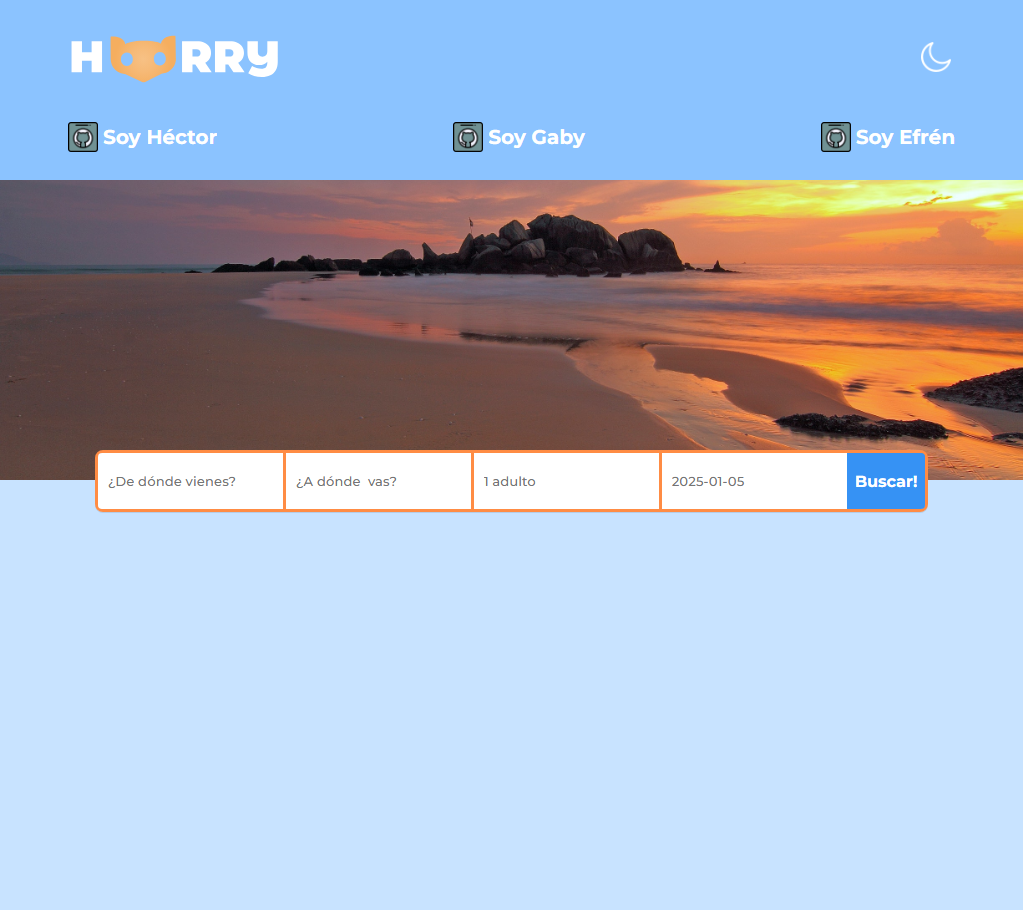 H RRY
Soy Héctor
Soy Gaby
Soy Efrén
¿De dónde vienes?
¿A dónde  vas?
1 adulto
2025-01-05
Buscar!